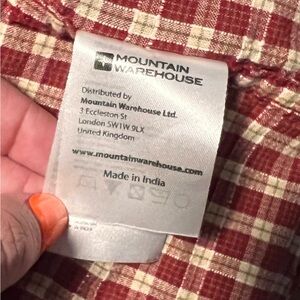 MOUNTAIN
WAREHOUSE
Distributed by
Mountain Warehouse Ltd.
2 Eccleston St
London SW1W 9LX
United Kingdom
www.mountainwarehouse.com
Made in India